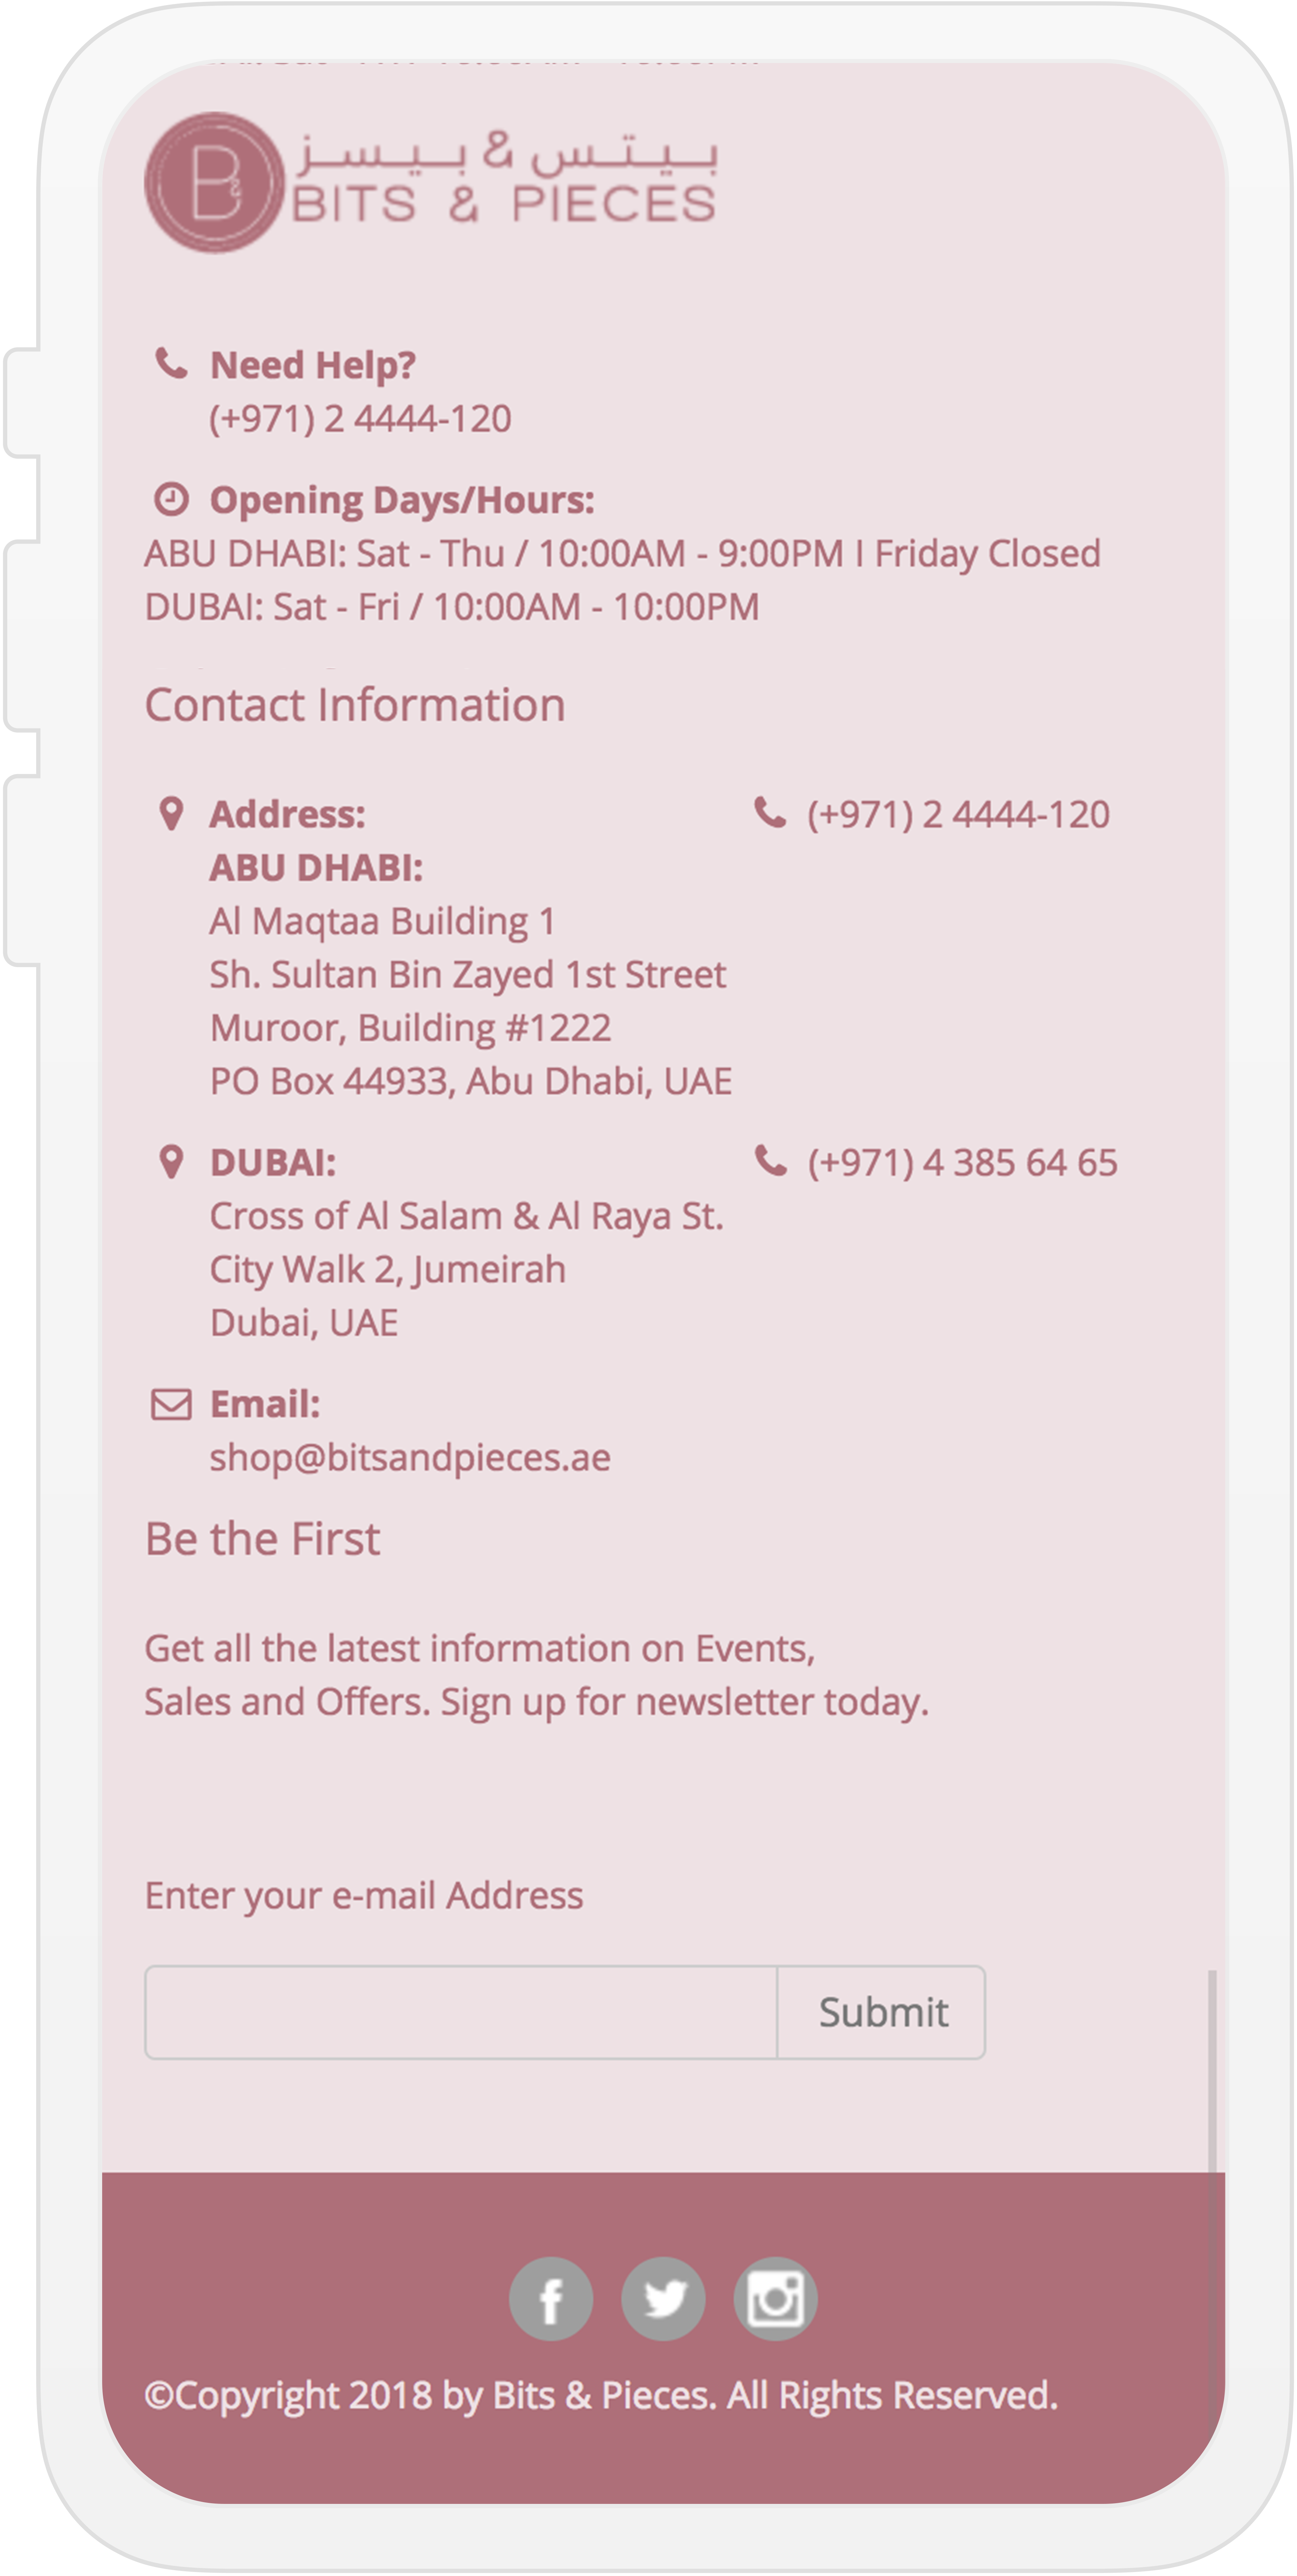 بيتس & بيسز
BITS & PIECES
Need Help?
(+971) 2 4444-120
Opening Days/Hours:
ABU DHABI: Sat - Thu / 10:00AM - 9:00PM I Friday Closed
DUBAI: Sat - Fri / 10:00AM - 10:00PM
Contact Information
Address: (+971) 2 4444-120
ABU DHABI:
Al Maqtaa Building 1
Sh. Sultan Bin Zayed 1st Street
Muroor, Building #1222
PO Box 44933, Abu Dhabi, UAE
DUBAI: (+971) 4 385 64 65
Cross of Al Salam & Al Raya St.
City Walk 2, Jumeirah
Dubai, UAE
Email:
shop@bitsandpieces.ae
Be the First
Get all the latest information on Events,
Sales and Offers. Sign up for newsletter today.
Enter your e-mail Address
Submit
©Copyright 2018 by Bits & Pieces. All Rights Reserved.